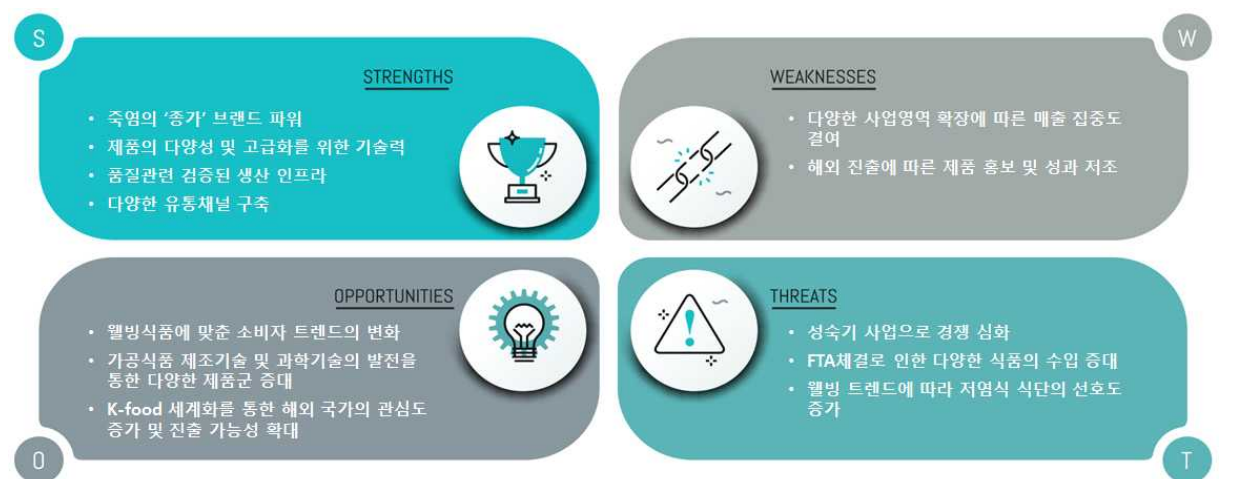 S
STRENGTHS
• 죽염의 ‘종가’ 브랜드 파워
• 제품의 다양성 및 고급화를 위한 기술력
• 품질관련 검증된 생산 인프라
• 다양한 유통채널 구축
W
WEAKNESSES
• 다양한 사업영역 확장에 따른 매출 집중도
결여
• 해외 진출에 따른 제품 홍보 및 성과 저조
OPPORTUNITIES
• 웰빙식품에 맞춘 소비자 트렌드의 변화
• 가공식품 제조기술 및 과학기술의 발전을
통한 다양한 제품군 증대
• K-food 세계화를 통한 해외 국가의 관심도
증가 및 진출 가능성 확대
O
THREATS
• 성숙기 사업으로 경쟁 심화
• FTA체결로 인한 다양한 식품의 수입 증대
• 웰빙 트렌드에 따라 저염식 식단의 선호도
증가
T